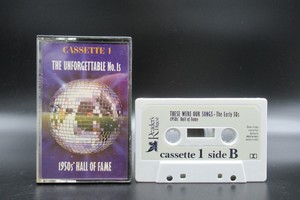 CASSETTE 1
THE UNFORGETTABLE No. 1s
1950s' HALL OF FAME
THESE WERE OUR SONGS - The Early 50s
1950s' Hall of Fame
Reader's
Digest
cassette 1 side B